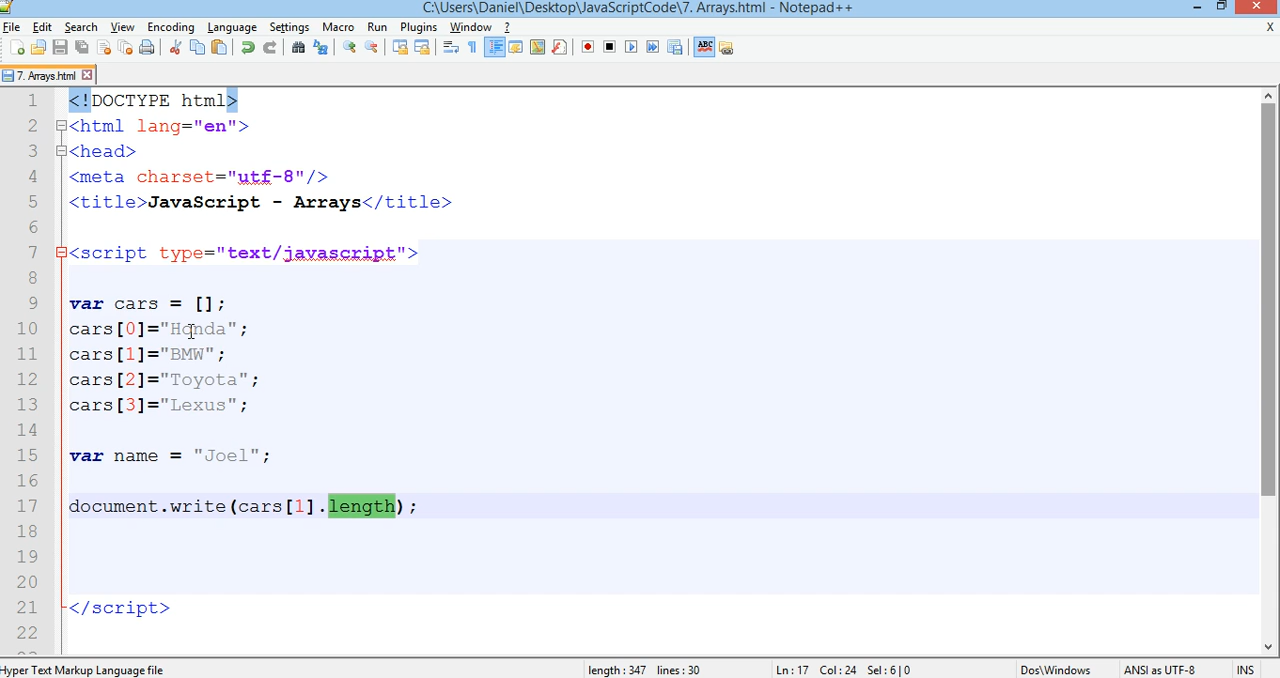 C:\Users\Daniel\Desktop\JavaScriptCode\7. Arrays.html - Notepad++
File Edit Search View Encoding Language Settings Macro Run Plugins Window ? X
ABC
7. Arrays.html
1 <!DOCTYPE html>
2 <html lang="en">
3 <head>
4 <meta charset="utf-8"/>
5 <title>JavaScript - Arrays</title>
6
7 <script type="text/javascript">
8
9 var cars = [];
10 cars[0]="Honda";
11 cars[1]="BMW";
12 cars[2]="Toyota";
13 cars[3]="Lexus";
14
15 var name = "Joel";
16
17 document.write(cars[1].length);
18
19
20
21 </script>
22
Hyper Text Markup Language file length : 347 lines : 30 Ln : 17 Col : 24 Sel : 6 | 0 Dos\Windows ANSI as UTF-8 INS